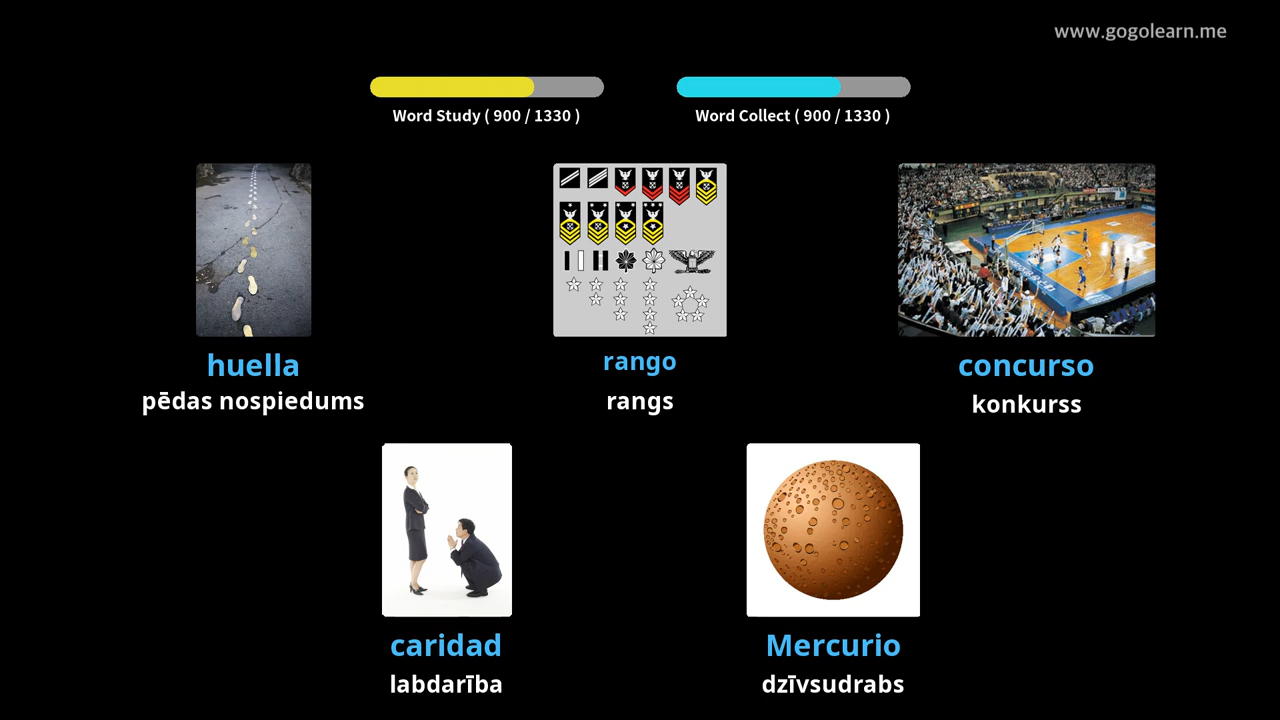 www.gogolearn.me
Word Study ( 900 / 1330 )
Word Collect ( 900 / 1330 )
huella
pēdas nospiedums
rango
rangs
concurso
konkurss
caridad
labdarība
Mercurio
dzīvsudrabs